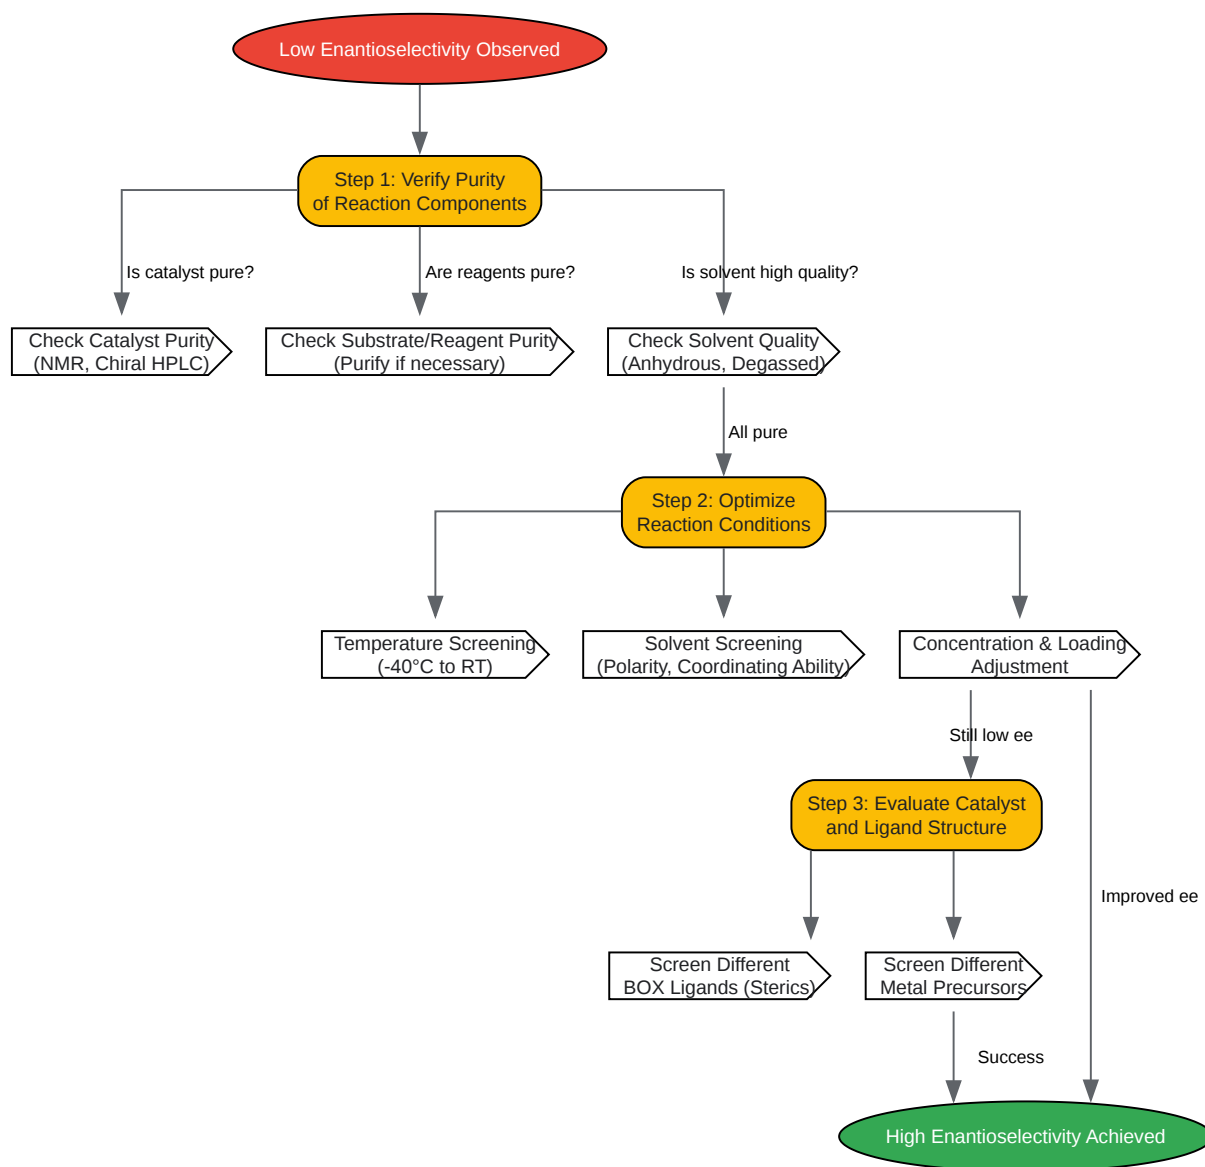 Low Enantioselectivity Observed
Step 1: Verify Purity
of Reaction Components
Is catalyst pure?
Are reagents pure?
Is solvent high quality?
Check Catalyst Purity
(NMR, Chiral HPLC)
Check Substrate/Reagent Purity
(Purify if necessary)
Check Solvent Quality
(Anhydrous, Degassed)
All pure
Step 2: Optimize
Reaction Conditions
Temperature Screening
(-40°C to RT)
Solvent Screening
(Polarity, Coordinating Ability)
Concentration & Loading
Adjustment
Still low ee
Step 3: Evaluate Catalyst
and Ligand Structure
Improved ee
Screen Different
BOX Ligands (Sterics)
Screen Different
Metal Precursors
Success
High Enantioselectivity Achieved